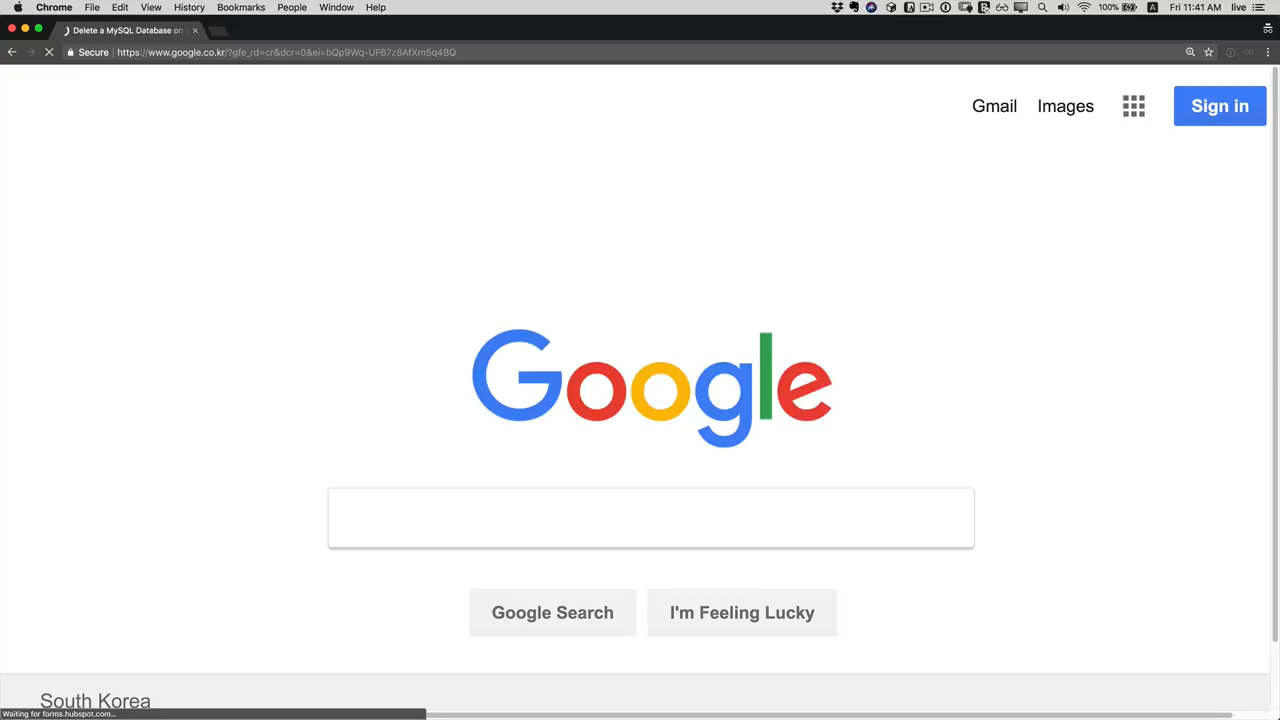 Chrome File Edit View History Bookmarks People Window Help 100% A Fri 11:41 AM live
Delete a MySQL Database on
Secure https://www.google.co.kr/?gfe_rd=cr&dcr=0&ei=bQp9Wq-UF67z8AfXm5q4BQ
Gmail Images Sign in
Google
Google Search I'm Feeling Lucky
South Korea
Waiting for forms.hubspot.com...